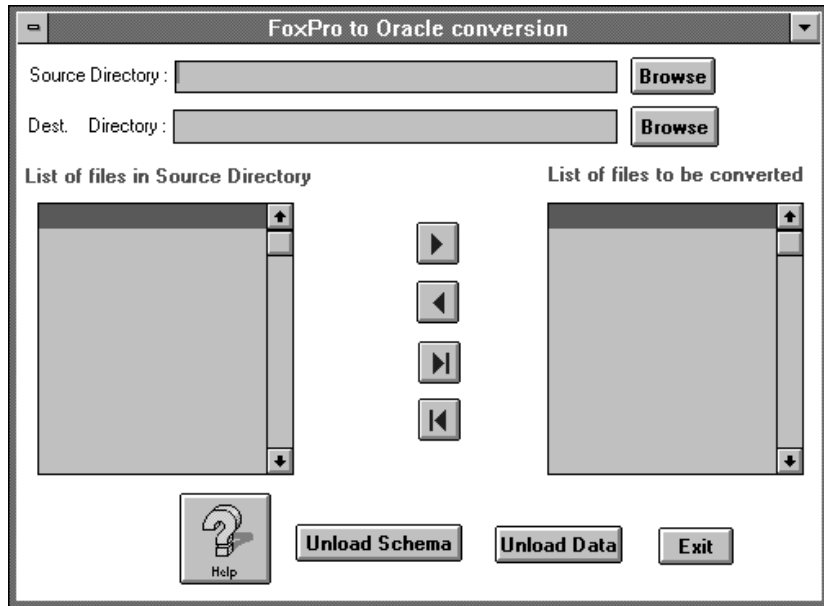 FoxPro to Oracle conversion
Source Directory : Browse
Dest. Directory : Browse
List of files in Source Directory
List of files to be converted
Help
Unload Schema
Unload Data
Exit